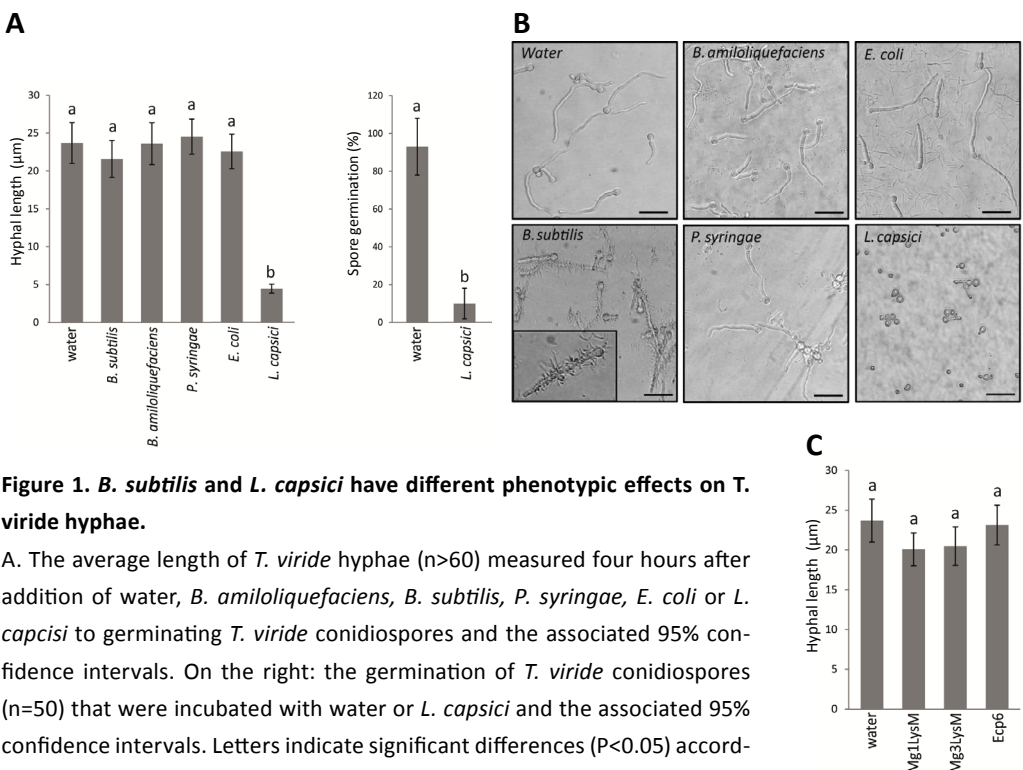 A
B
Water
B. amiloliquefaciens
E. coli
B. subtilis
P. syringae
L. capsici
Hyphal length (µm)
30
25
20
15
10
5
0
a
a
a
a
a
b
water
B. subtilis
B. amiloliquefaciens
P. syringae
E. coli
L. capsici
Spore germination (%)
120
100
80
60
40
20
0
a
b
water
L. capsici
Figure 1. B. subtilis and L. capsici have different phenotypic effects on T.
viride hyphae.
A. The average length of T. viride hyphae (n>60) measured four hours after
addition of water, B. amiloliquefaciens, B. subtilis, P. syringae, E. coli or L.
capcisi to germinating T. viride conidiospores and the associated 95% con-
fidence intervals. On the right: the germination of T. viride conidiospores
(n=50) that were incubated with water or L. capsici and the associated 95%
confidence intervals. Letters indicate significant differences (P<0.05) accord-
C
Hyphal length (µm)
30
25
20
15
10
5
0
a
a
a
a
water
Mg1LysM
Mg3LysM
Ecp6